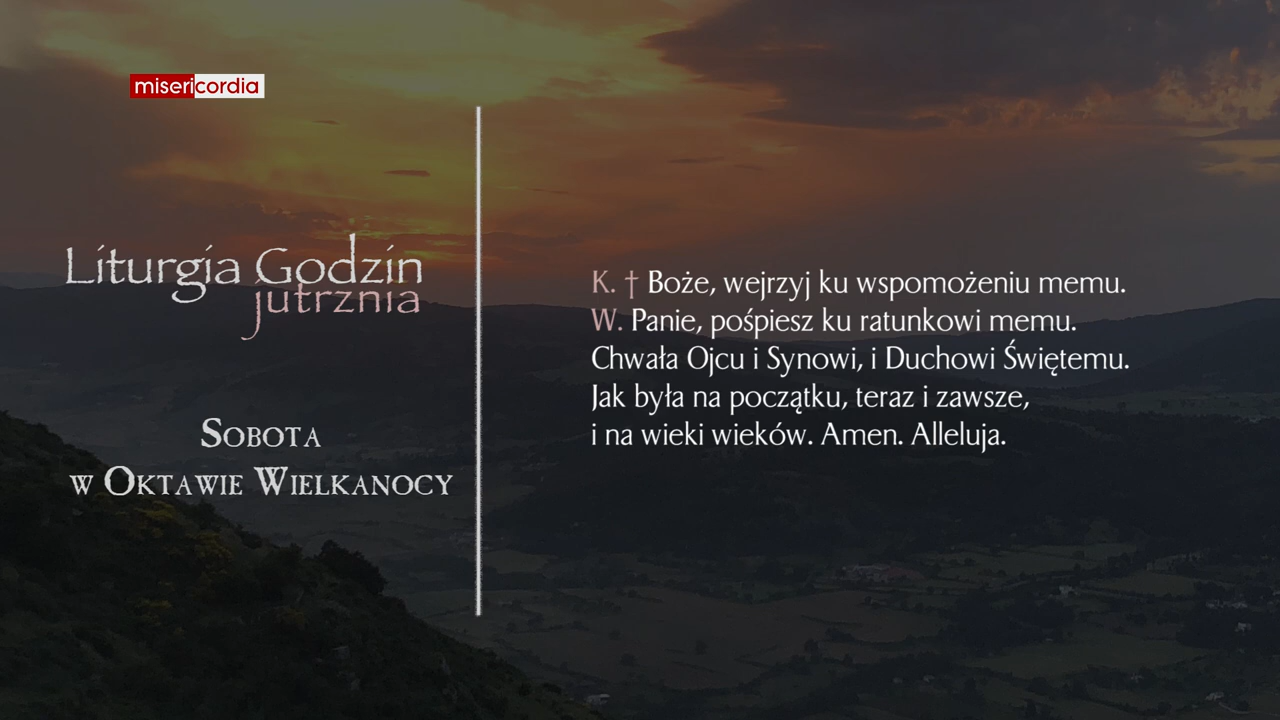 misericordia
Liturgia Godzin
jutrznia
Sobota
w Oktawie Wielkanocy
K. † Boże, wejrzyj ku wspomożeniu memu.
W. Panie, pośpiesz ku ratunkowi memu.
Chwała Ojcu i Synowi, i Duchowi Świętemu.
Jak była na początku, teraz i zawsze,
i na wieki wieków. Amen. Alleluja.